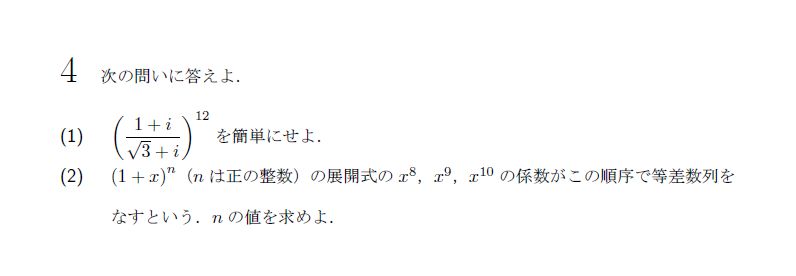 4 次の問いに答えよ.
(1) $\left(\dfrac{1+i}{\sqrt{3}+i}\right)^{12}$ を簡単にせよ.
(2) $(1+x)^n$ (n は正の整数) の展開式の $x^8$, $x^9$, $x^{10}$ の係数がこの順序で等差数列を
なすという. n の値を求めよ.